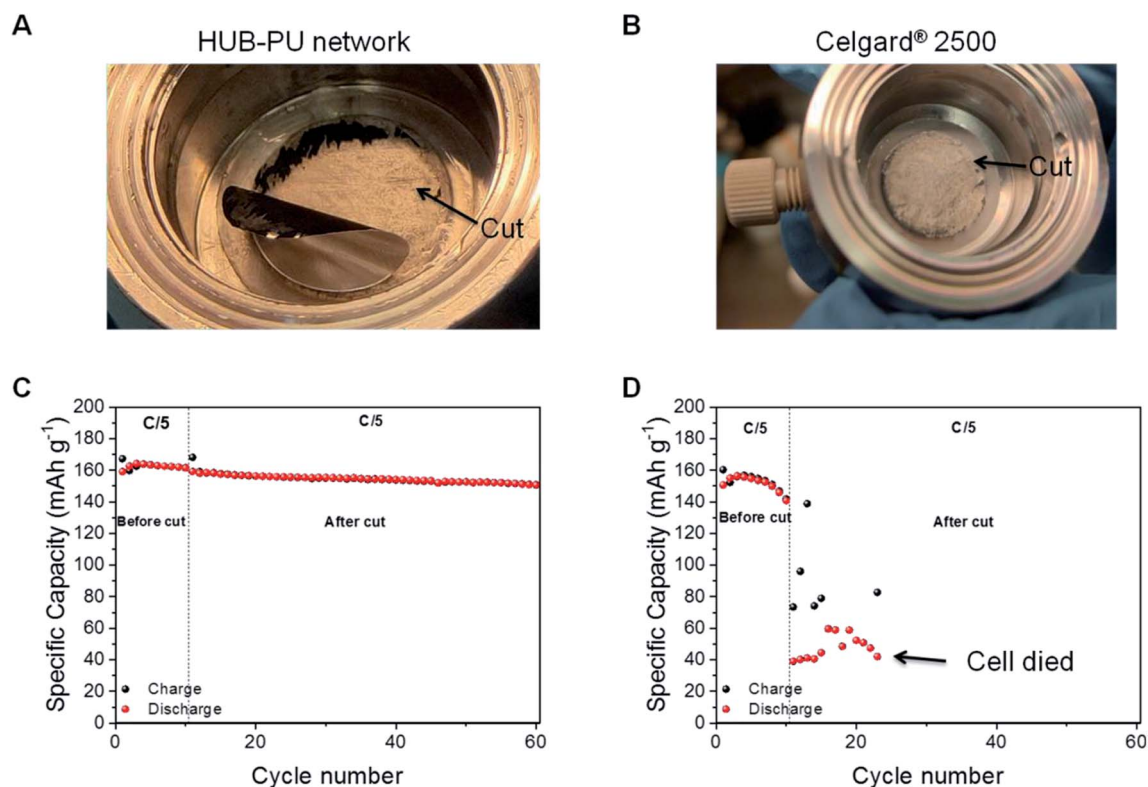 A
HUB-PU network
Cut
B
Celgard® 2500
Cut
C
Specific Capacity (mAh g⁻¹)
200
180
160
140
120
100
80
60
40
20
0
C/5
C/5
Before cut
After cut
Charge
Discharge
0
20
40
60
Cycle number
D
Specific Capacity (mAh g⁻¹)
200
180
160
140
120
100
80
60
40
20
0
C/5
C/5
Before cut
After cut
Cell died
Charge
Discharge
0
20
40
60
Cycle number